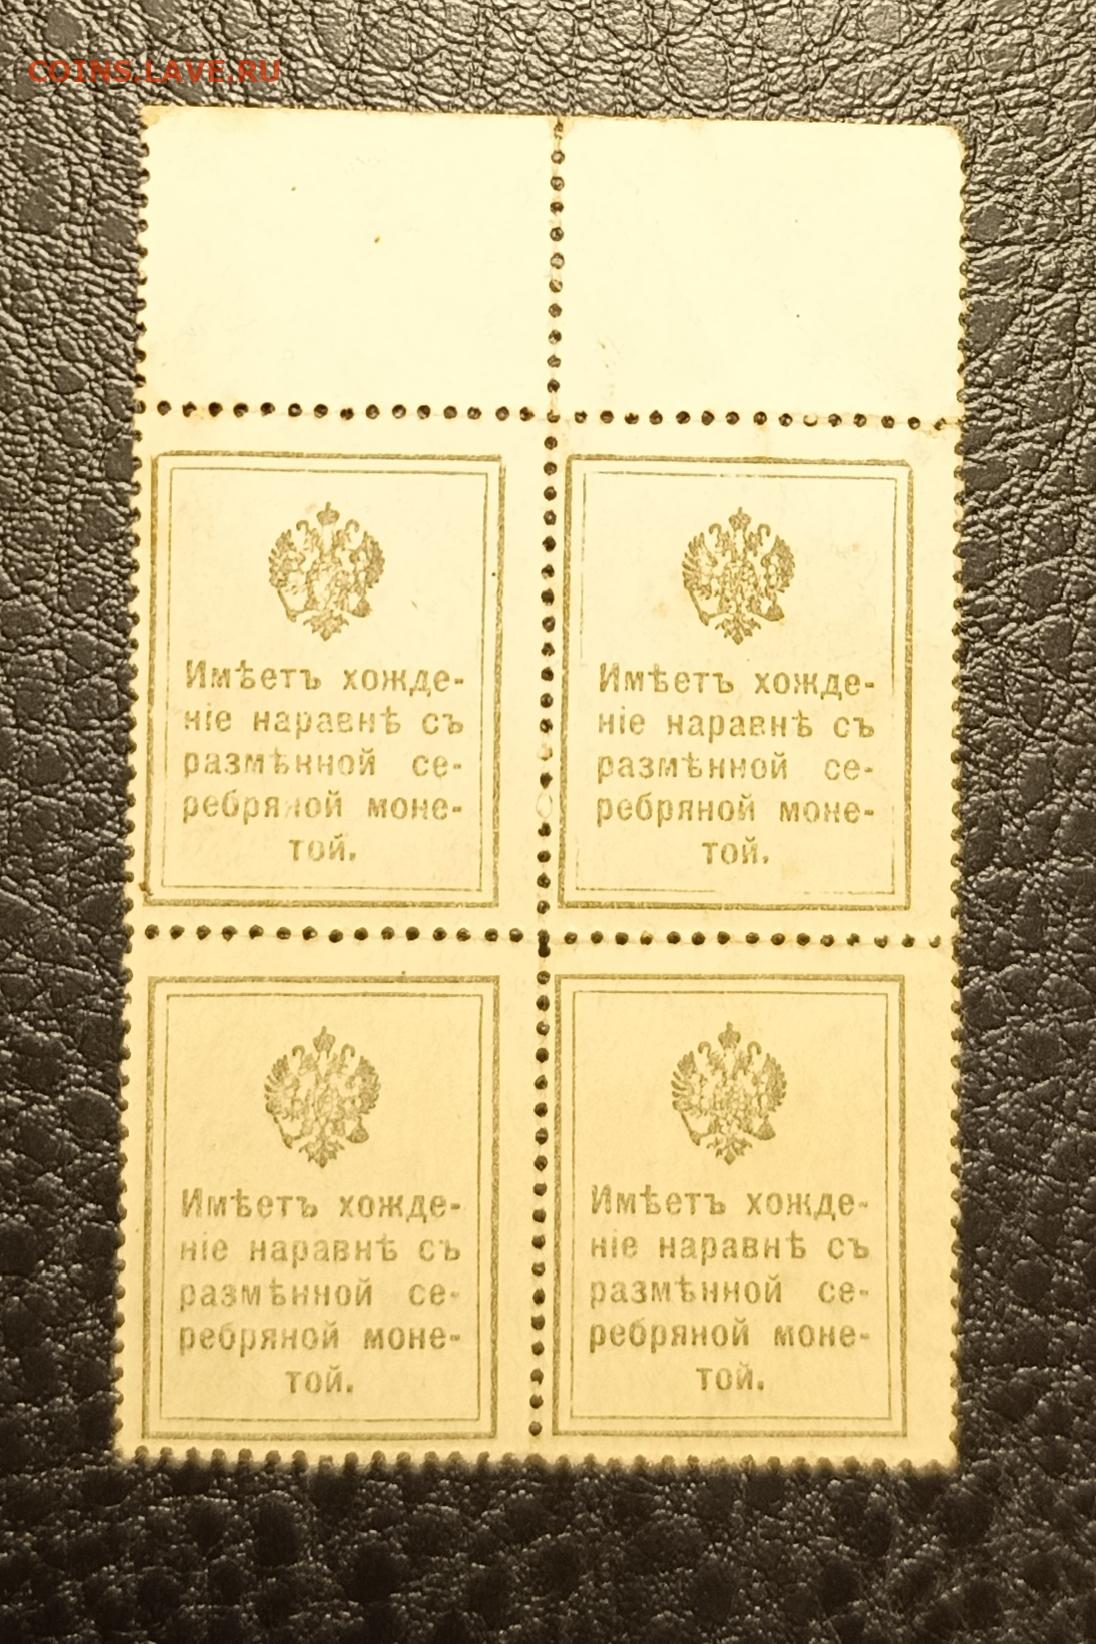 COINS.LAVE.RU
Имѣетъ хожде-
ніе наравнѣ съ
размѣнной се-
ребряной моне-
той.
Имѣетъ хожде-
ніе наравнѣ съ
размѣнной се-
ребряной моне-
той.
Имѣетъ хожде-
ніе наравнѣ съ
размѣнной се-
ребряной моне-
той.
Имѣетъ хожде-
ніе наравнѣ съ
размѣнной се-
ребряной моне-
той.